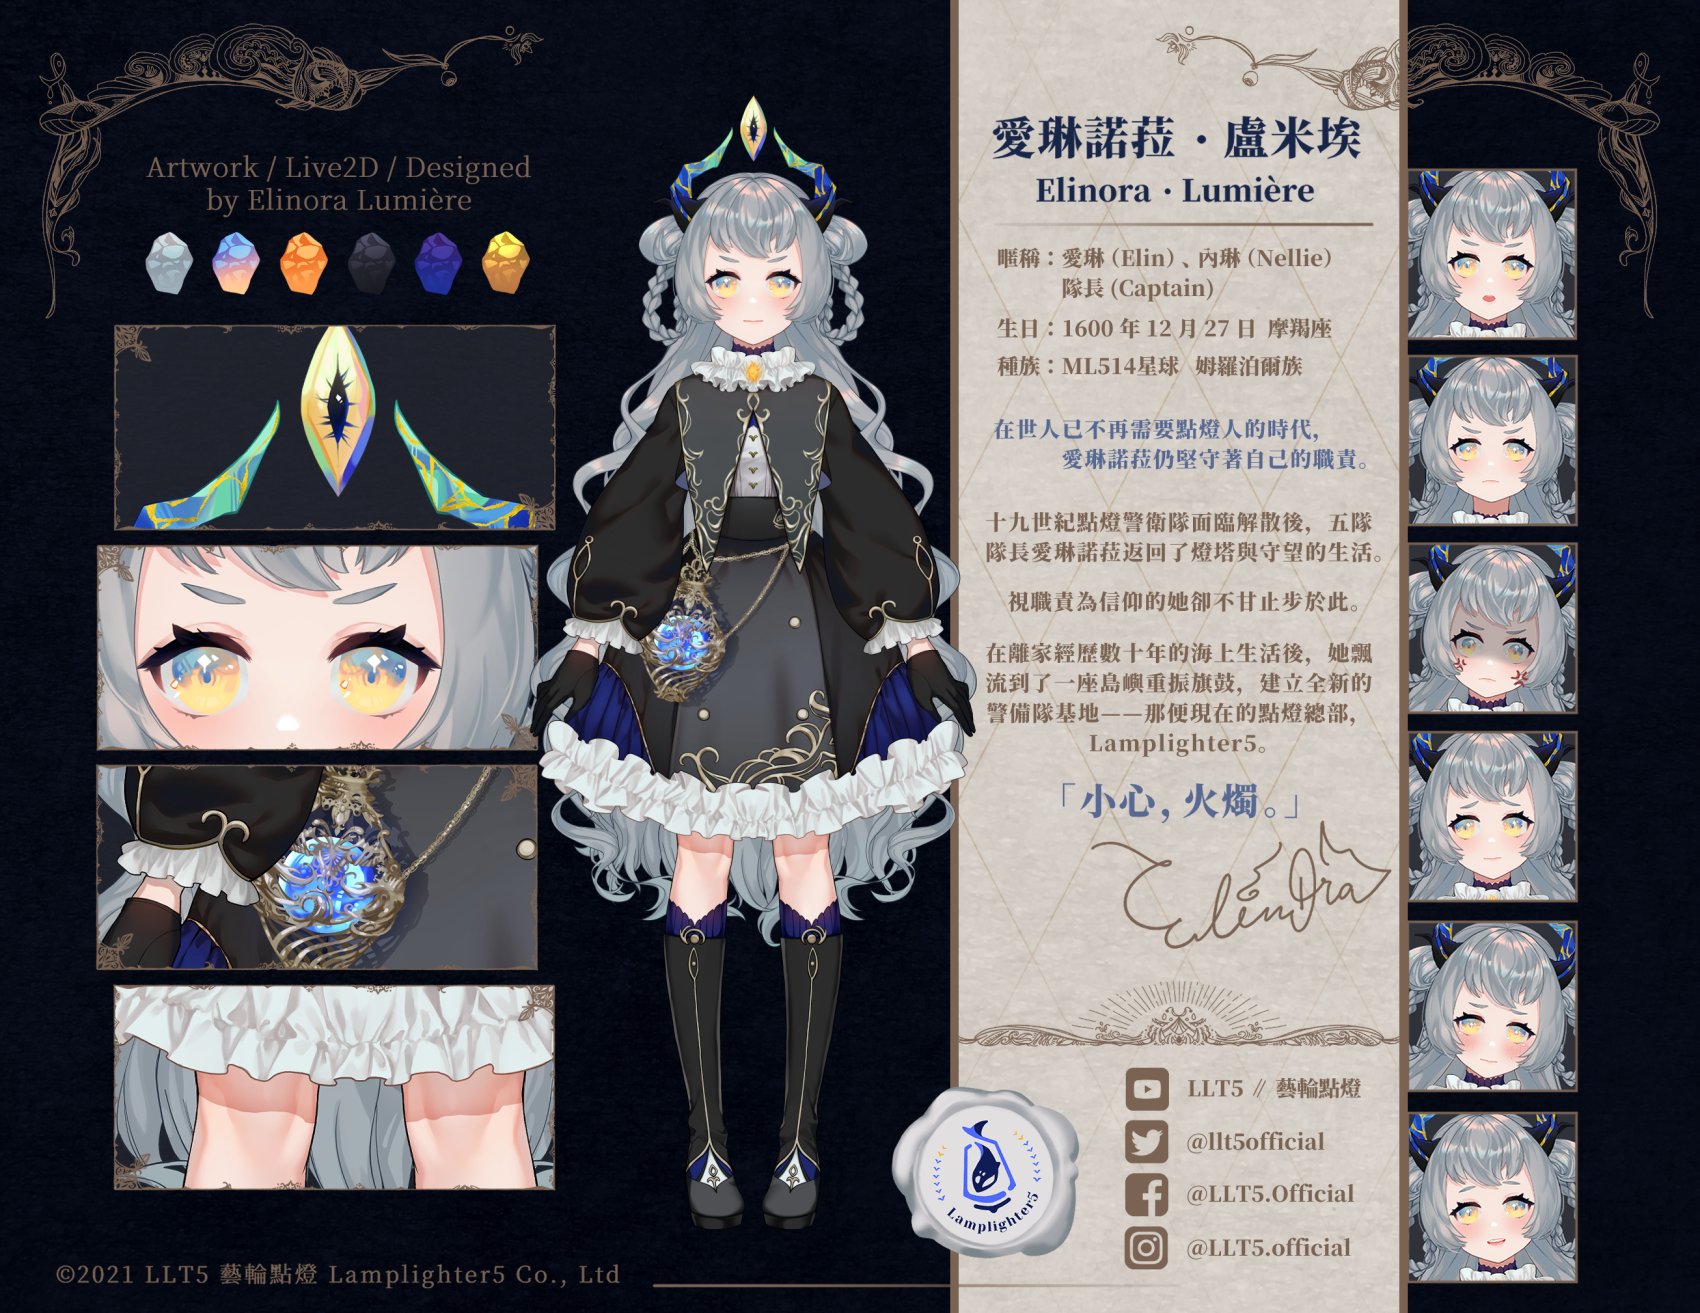 Artwork / Live2D / Designed
by Elinora Lumière
愛琳諾菈・盧米埃
Elinora · Lumière
暱稱：愛琳（Elin）、內琳（Nellie）
隊長 (Captain)
生日：1600 年 12 月 27 日 摩羯座
種族：ML514星球 姆羅泊爾族
在世人已不再需要點燈人的時代，
愛琳諾菈仍堅守著自己的職責。
十九世紀點燈警衛隊面臨解散後，五隊
隊長愛琳諾菈返回了燈塔與守望的生活。
視職責為信仰的她卻不甘止步於此。
在離家經歷數十年的海上生活後，她飄
流到了一座島嶼重振旗鼓，建立全新的
警備隊基地——那便現在的點燈總部，
Lamplighter5。
「小心，火燭。」
Elinora
LLT5 // 藝輪點燈
@llt5official
@LLT5.Official
@LLT5.official
Lamplighter5
©2021 LLT5 藝輪點燈 Lamplighter5 Co., Ltd